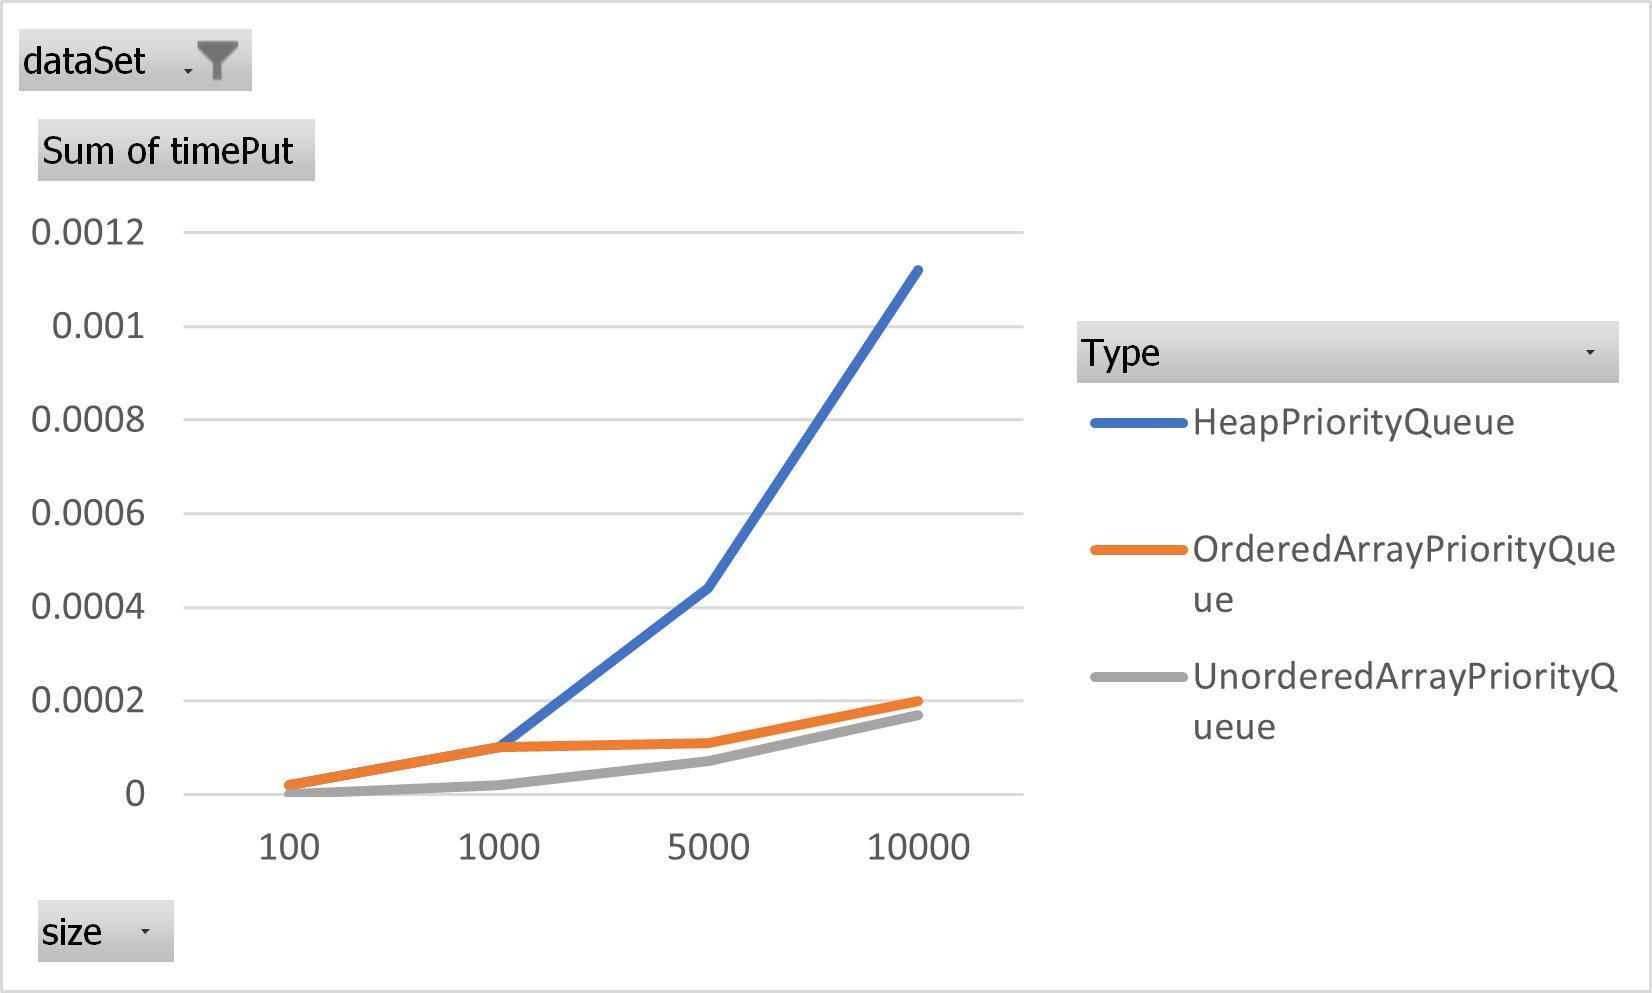 dataSet
Sum of timePut
0.0012
0.001
0.0008
0.0006
0.0004
0.0002
0
100 1000 5000 10000
size
Type
HeapPriorityQueue
OrderedArrayPriorityQue
ue
UnorderedArrayPriorityQ
ueue